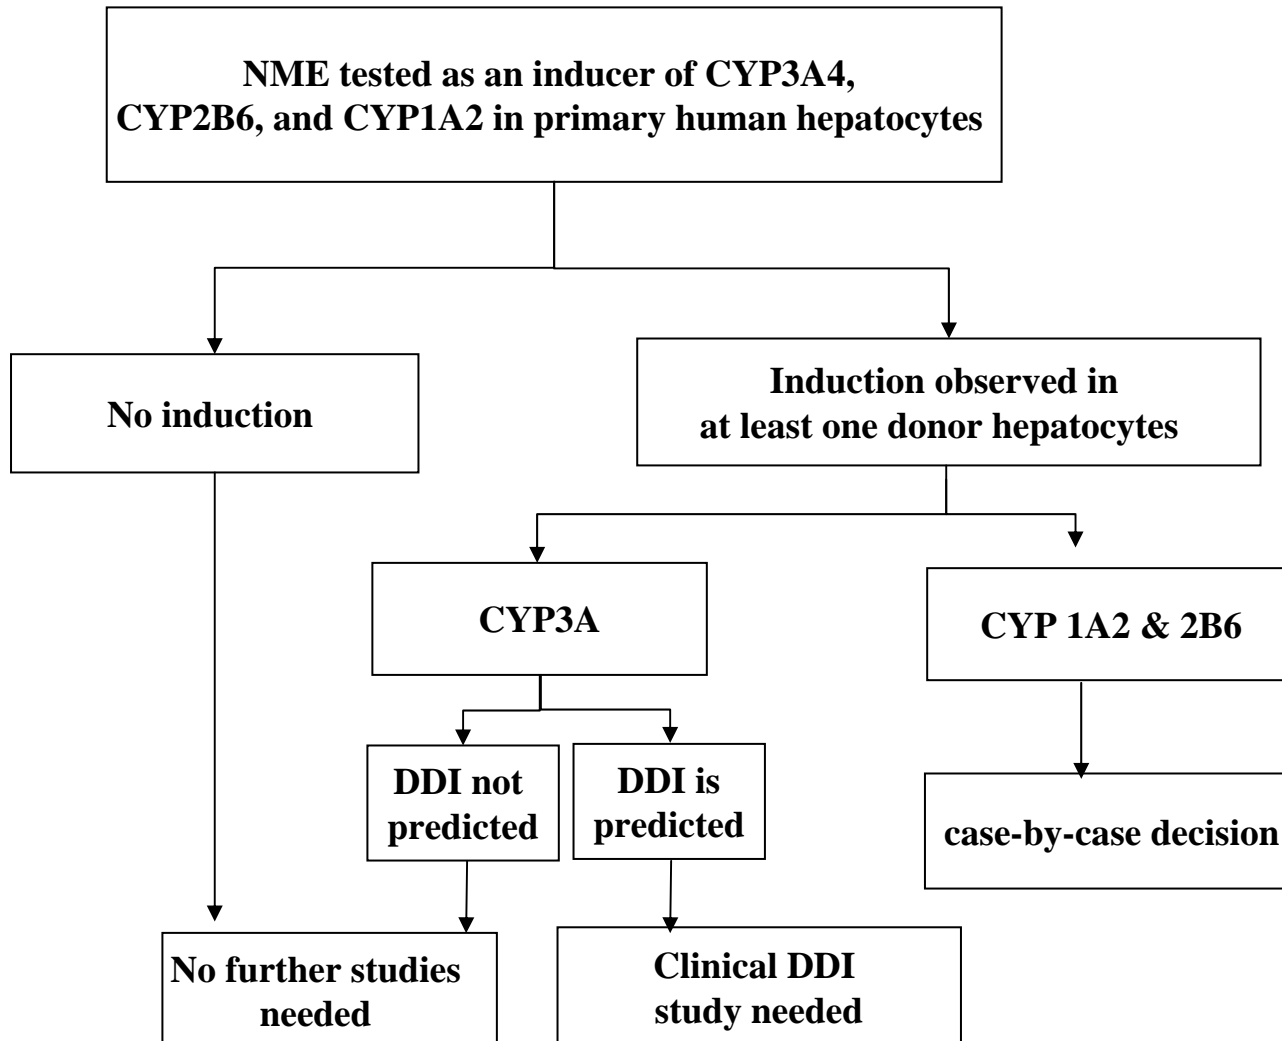 NME tested as an inducer of CYP3A4,
CYP2B6, and CYP1A2 in primary human hepatocytes
No induction
Induction observed in
at least one donor hepatocytes
CYP3A
CYP 1A2 & 2B6
DDI not
predicted
DDI is
predicted
case-by-case decision
No further studies
needed
Clinical DDI
study needed